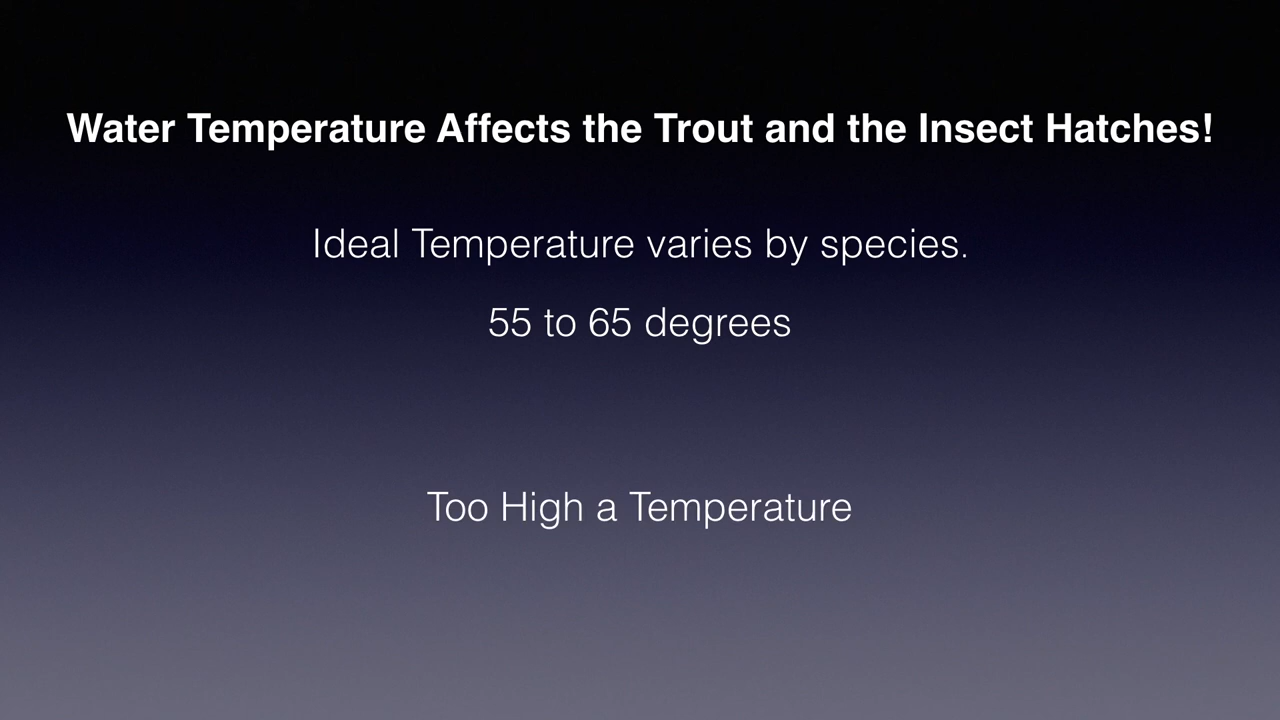 Water Temperature Affects the Trout and the Insect Hatches!
Ideal Temperature varies by species.
55 to 65 degrees
Too High a Temperature